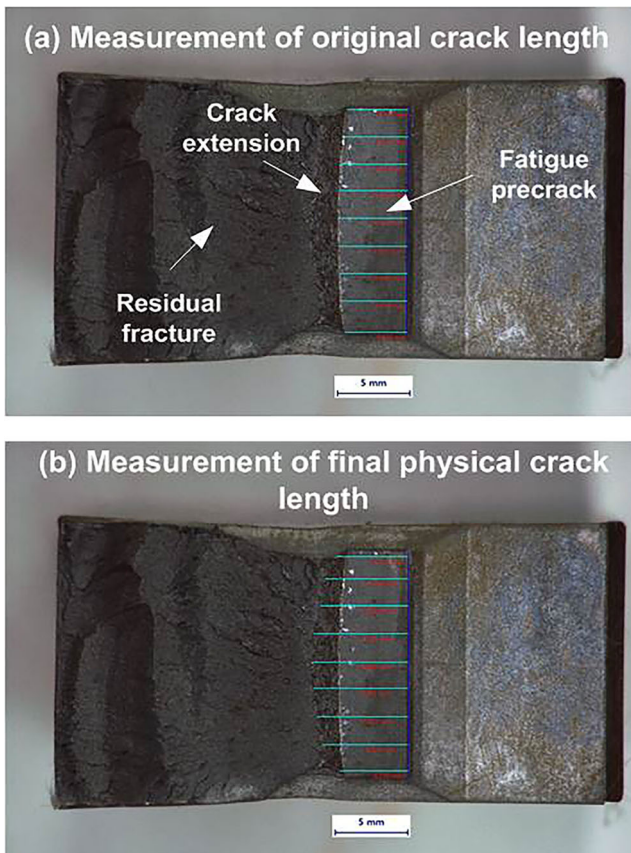 (a) Measurement of original crack length
Crack
extension
Fatigue
precrack
Residual
fracture
5 mm
(b) Measurement of final physical crack
length
5 mm